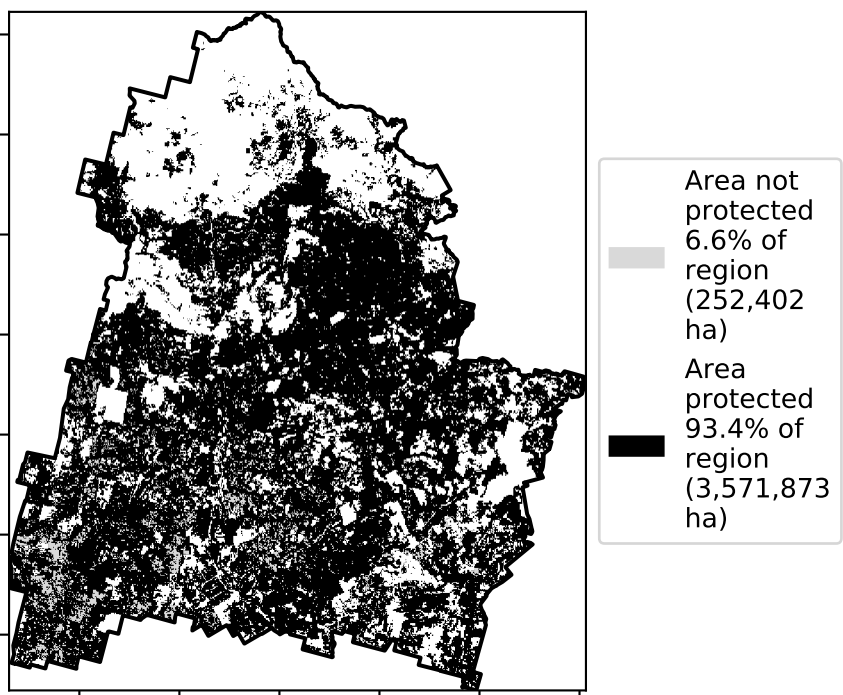 Area not
protected
6.6% of
region
(252,402
ha)
Area
protected
93.4% of
region
(3,571,873
ha)